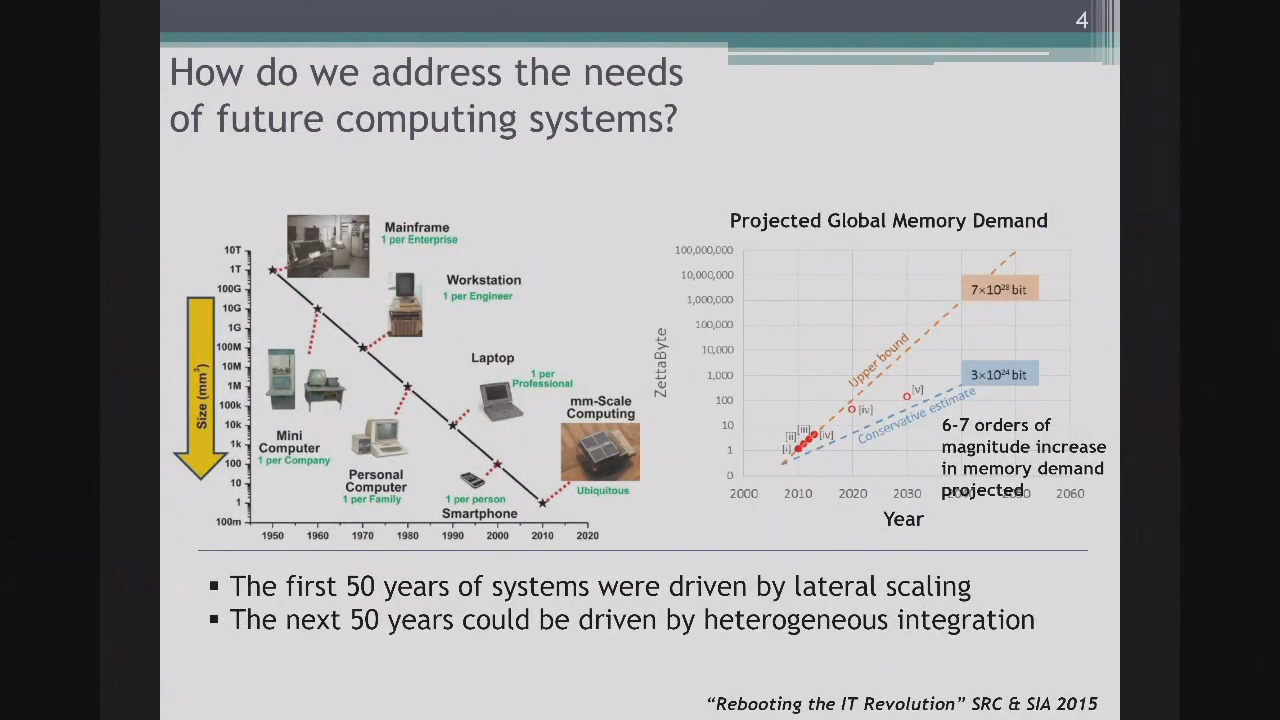 4
How do we address the needs
of future computing systems?
Mainframe
1 per Enterprise
Workstation
1 per Engineer
Laptop
1 per
Professional
mm-Scale
Computing
Ubiquitous
Mini
Computer
1 per Company
Personal
Computer
1 per Family
1 per person
Smartphone
Size (mm³)
10T
1T
100G
10G
1G
100M
10M
1M
100k
10k
1k
100
10
1
100m
1950 1960 1970 1980 1990 2000 2010 2020
Projected Global Memory Demand
ZettaByte
100,000,000
10,000,000
1,000,000
100,000
10,000
1,000
100
10
1
0
7×10²⁸ bit
3×10²⁴ bit
Upper bound
Conservative estimate
[i]
[ii]
[iii]
[iv]
[iv]
[v]
6-7 orders of
magnitude increase
in memory demand
projected
2000 2010 2020 2030 2060
Year
▪ The first 50 years of systems were driven by lateral scaling
▪ The next 50 years could be driven by heterogeneous integration
“Rebooting the IT Revolution” SRC & SIA 2015